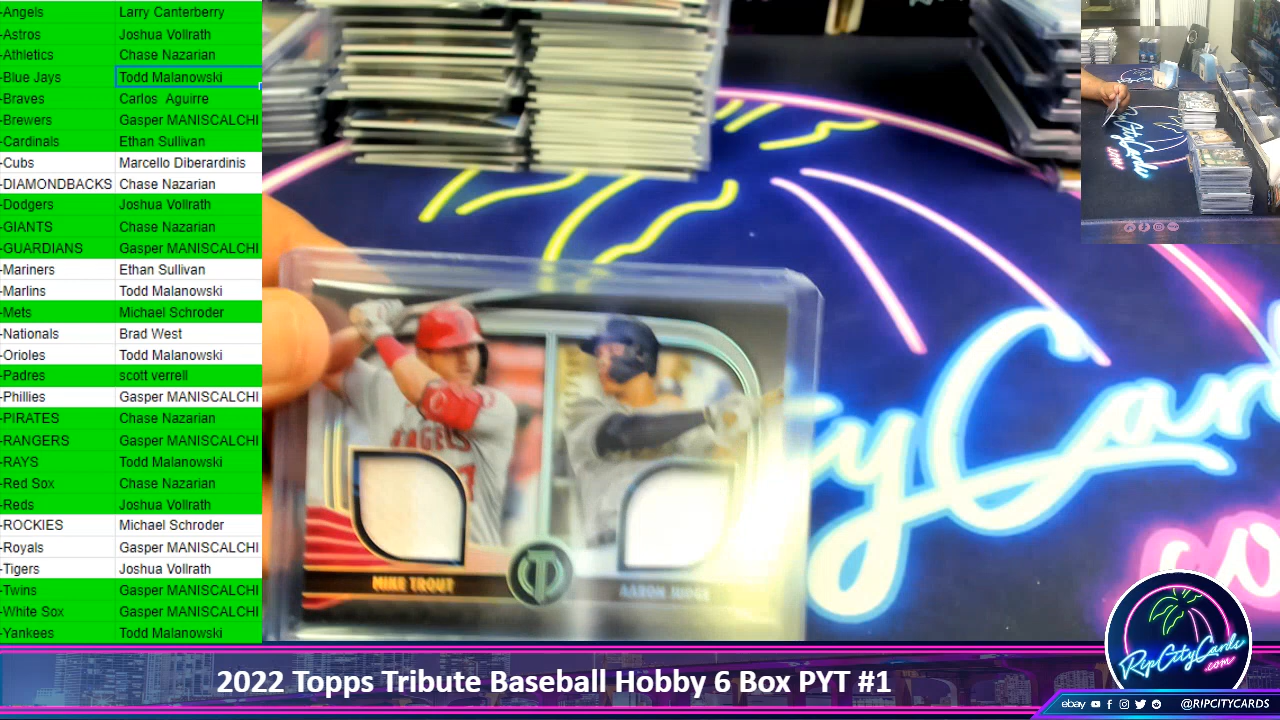 -Angels Larry Canterberry
-Astros Joshua Vollrath
-Athletics Chase Nazarian
-Blue Jays Todd Malanowski
-Braves Carlos Aguirre
-Brewers Gasper MANISCALCHI
-Cardinals Ethan Sullivan
-Cubs Marcello Diberardinis
-DIAMONDBACKS Chase Nazarian
-Dodgers Joshua Vollrath
-GIANTS Chase Nazarian
-GUARDIANS Gasper MANISCALCHI
-Mariners Ethan Sullivan
-Marlins Todd Malanowski
-Mets Michael Schroder
-Nationals Brad West
-Orioles Todd Malanowski
-Padres scott verrell
-Phillies Gasper MANISCALCHI
-PIRATES Chase Nazarian
-RANGERS Gasper MANISCALCHI
-RAYS Todd Malanowski
-Red Sox Chase Nazarian
-Reds Joshua Vollrath
-ROCKIES Michael Schroder
-Royals Gasper MANISCALCHI
-Tigers Joshua Vollrath
-Twins Gasper MANISCALCHI
-White Sox Gasper MANISCALCHI
-Yankees Todd Malanowski
ANGELS
MIKE TROUT
AARON JUDGE
yCar
co
2022 Topps Tribute Baseball Hobby 6 Box PYT #1
RipCityCards
.com
ebay @RIPCITYCARDS